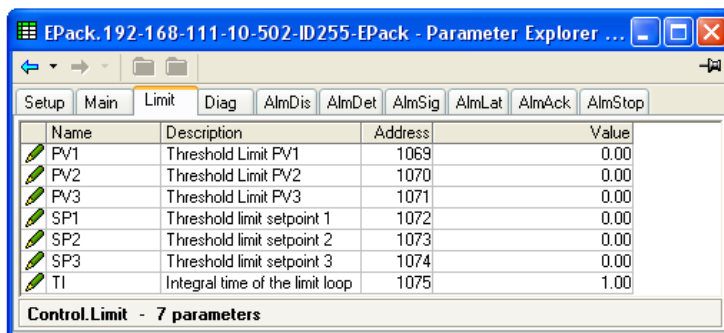 EPack.192-168-111-10-502-ID255-EPack - Parameter Explorer ...
Setup Main Limit Diag AlmDis AlmDet AlmSig AlmLat AlmAck AlmStop
Name Description Address Value
PV1 Threshold Limit PV1 1069 0.00
PV2 Threshold Limit PV2 1070 0.00
PV3 Threshold Limit PV3 1071 0.00
SP1 Threshold limit setpoint 1 1072 0.00
SP2 Threshold limit setpoint 2 1073 0.00
SP3 Threshold limit setpoint 3 1074 0.00
TI Integral time of the limit loop 1075 1.00
Control.Limit - 7 parameters